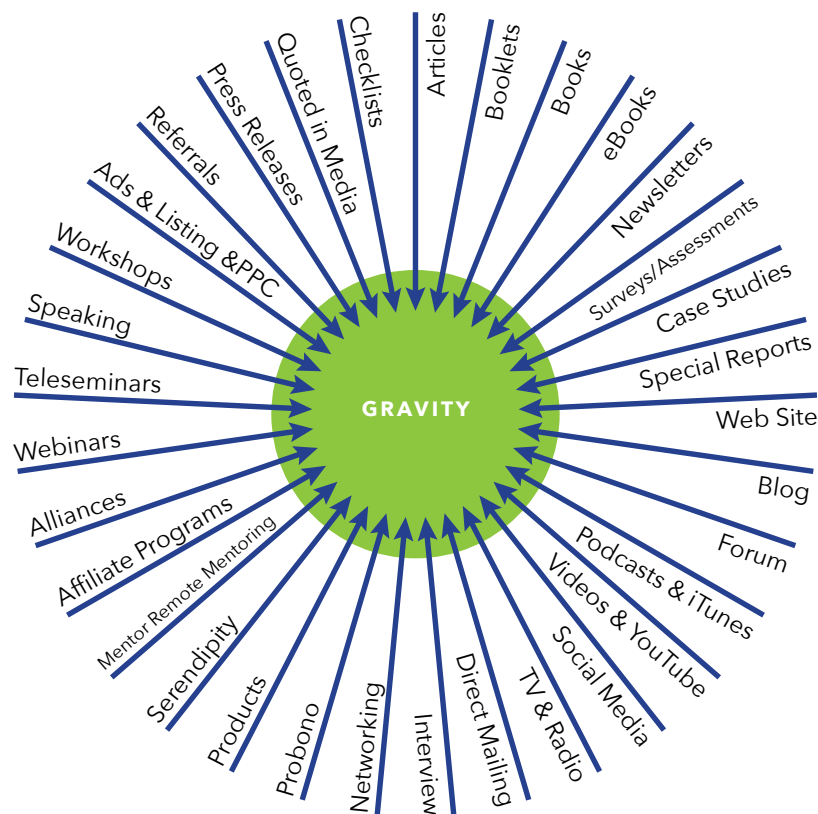 Articles
Booklets
Books
eBooks
Newsletters
Surveys/Assessments
Case Studies
Special Reports
Web Site
Blog
Forum
Podcasts & iTunes
Videos & YouTube
Social Media
TV & Radio
Direct Mailing
Interview
Networking
Probono
Products
Serendipity
Mentor Remote Mentoring
Affiliate Programs
Alliances
Webinars
Teleseminars
Speaking
Workshops
Ads & Listing &PPC
Referrals
Press Releases
Quoted in Media
Checklists
GRAVITY